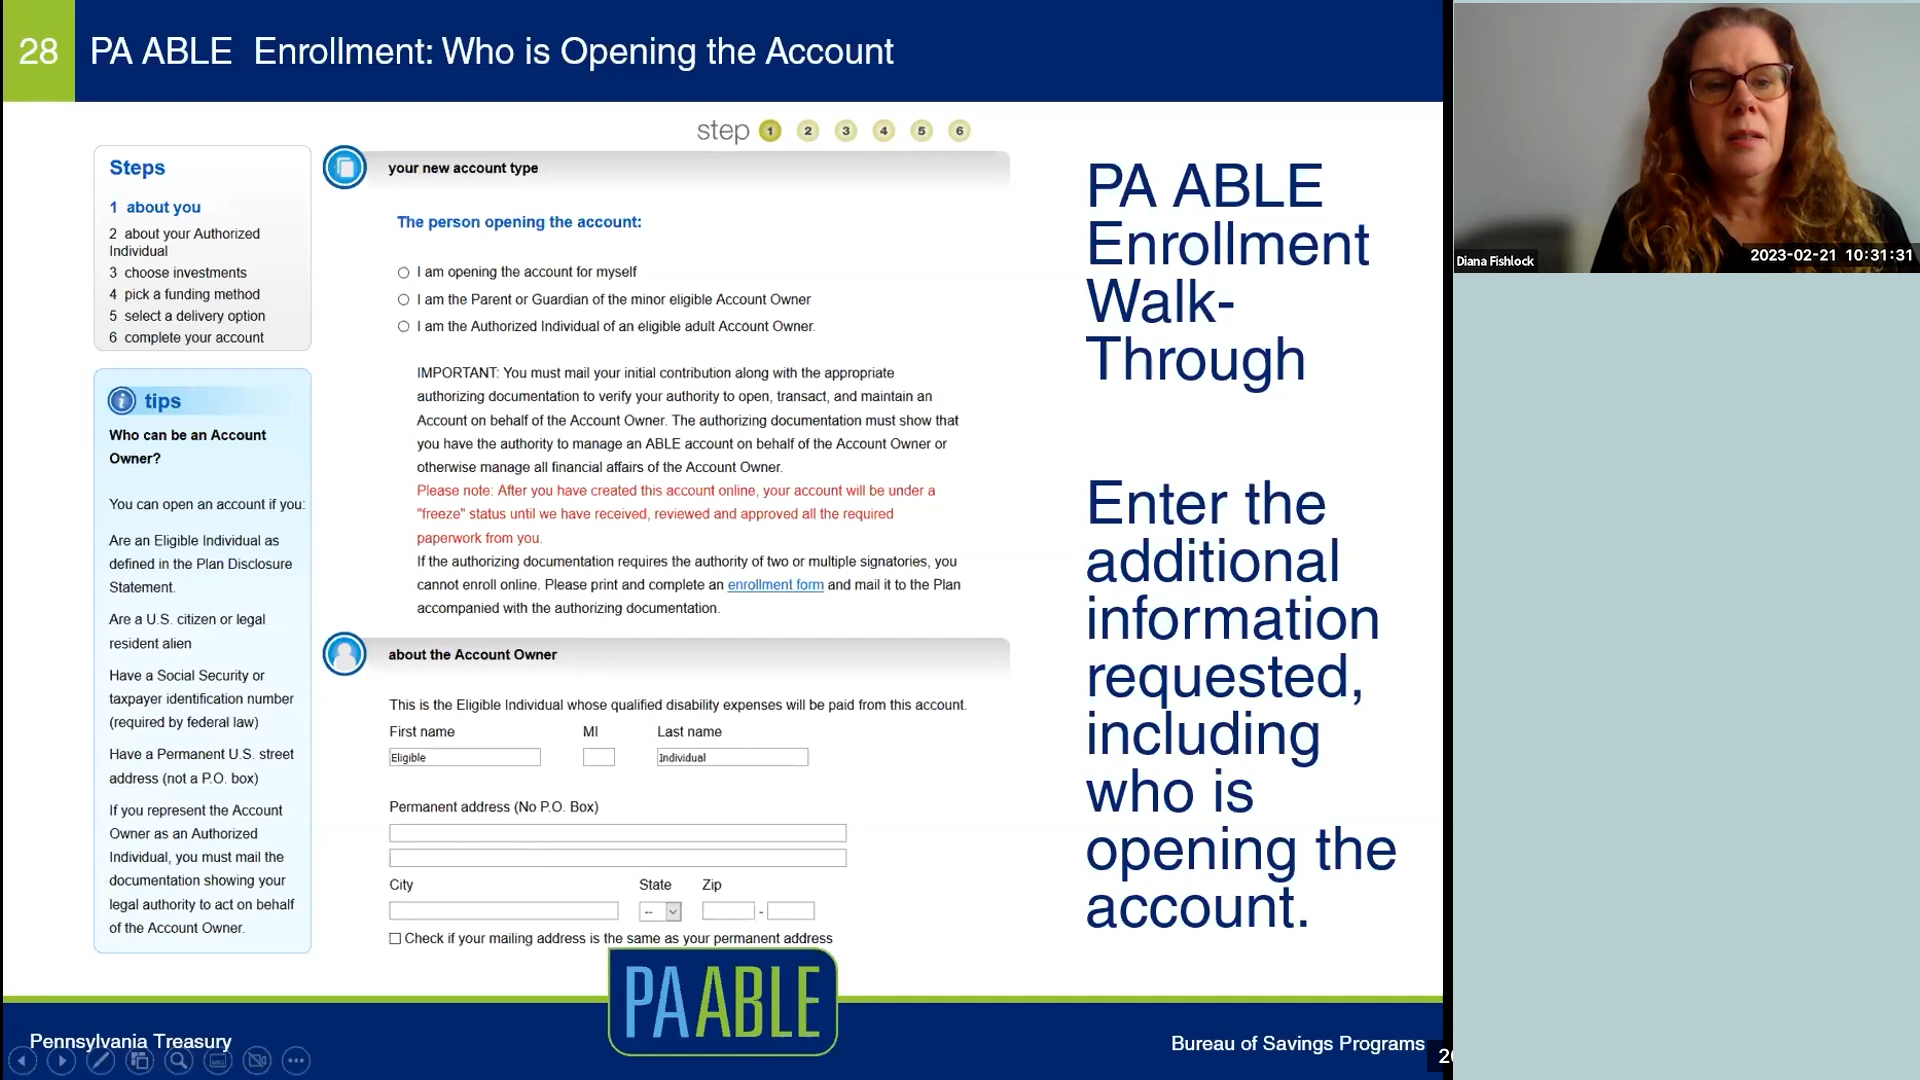 28
PA ABLE  Enrollment: Who is Opening the Account
step 1 2 3 4 5 6
Steps
1 about you
2 about your Authorized
Individual
3 choose investments
4 pick a funding method
5 select a delivery option
6 complete your account
i tips
Who can be an Account
Owner?
You can open an account if you:
Are an Eligible Individual as
defined in the Plan Disclosure
Statement.
Are a U.S. citizen or legal
resident alien
Have a Social Security or
taxpayer identification number
(required by federal law)
Have a Permanent U.S. street
address (not a P.O. box)
If you represent the Account
Owner as an Authorized
Individual, you must mail the
documentation showing your
legal authority to act on behalf
of the Account Owner.
your new account type
The person opening the account:
I am opening the account for myself
I am the Parent or Guardian of the minor eligible Account Owner
I am the Authorized Individual of an eligible adult Account Owner.
IMPORTANT: You must mail your initial contribution along with the appropriate
authorizing documentation to verify your authority to open, transact, and maintain an
Account on behalf of the Account Owner. The authorizing documentation must show that
you have the authority to manage an ABLE account on behalf of the Account Owner or
otherwise manage all financial affairs of the Account Owner.
Please note: After you have created this account online, your account will be under a
"freeze" status until we have received, reviewed and approved all the required
paperwork from you.
If the authorizing documentation requires the authority of two or multiple signatories, you
cannot enroll online. Please print and complete an enrollment form and mail it to the Plan
accompanied with the authorizing documentation.
about the Account Owner
This is the Eligible Individual whose qualified disability expenses will be paid from this account.
First name MI Last name
Eligible Individual
Permanent address (No P.O. Box)
City State Zip
-- -
Check if your mailing address is the same as your permanent address
PA ABLE
Enrollment
Walk-
Through
Enter the
additional
information
requested,
including
who is
opening the
account.
Diana Fishlock
2023-02-21 10:31:31
PA ABLE
Pennsylvania Treasury
Bureau of Savings Programs